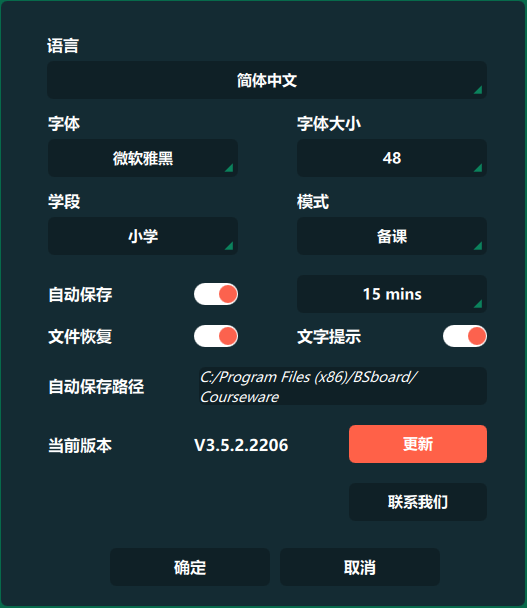 语言
简体中文
字体
字体大小
微软雅黑
48
学段
模式
小学
备课
自动保存
15 mins
文件恢复
文字提示
自动保存路径
C:/Program Files (x86)/BSboard/
Courseware
当前版本
V3.5.2.2206
更新
联系我们
确定
取消